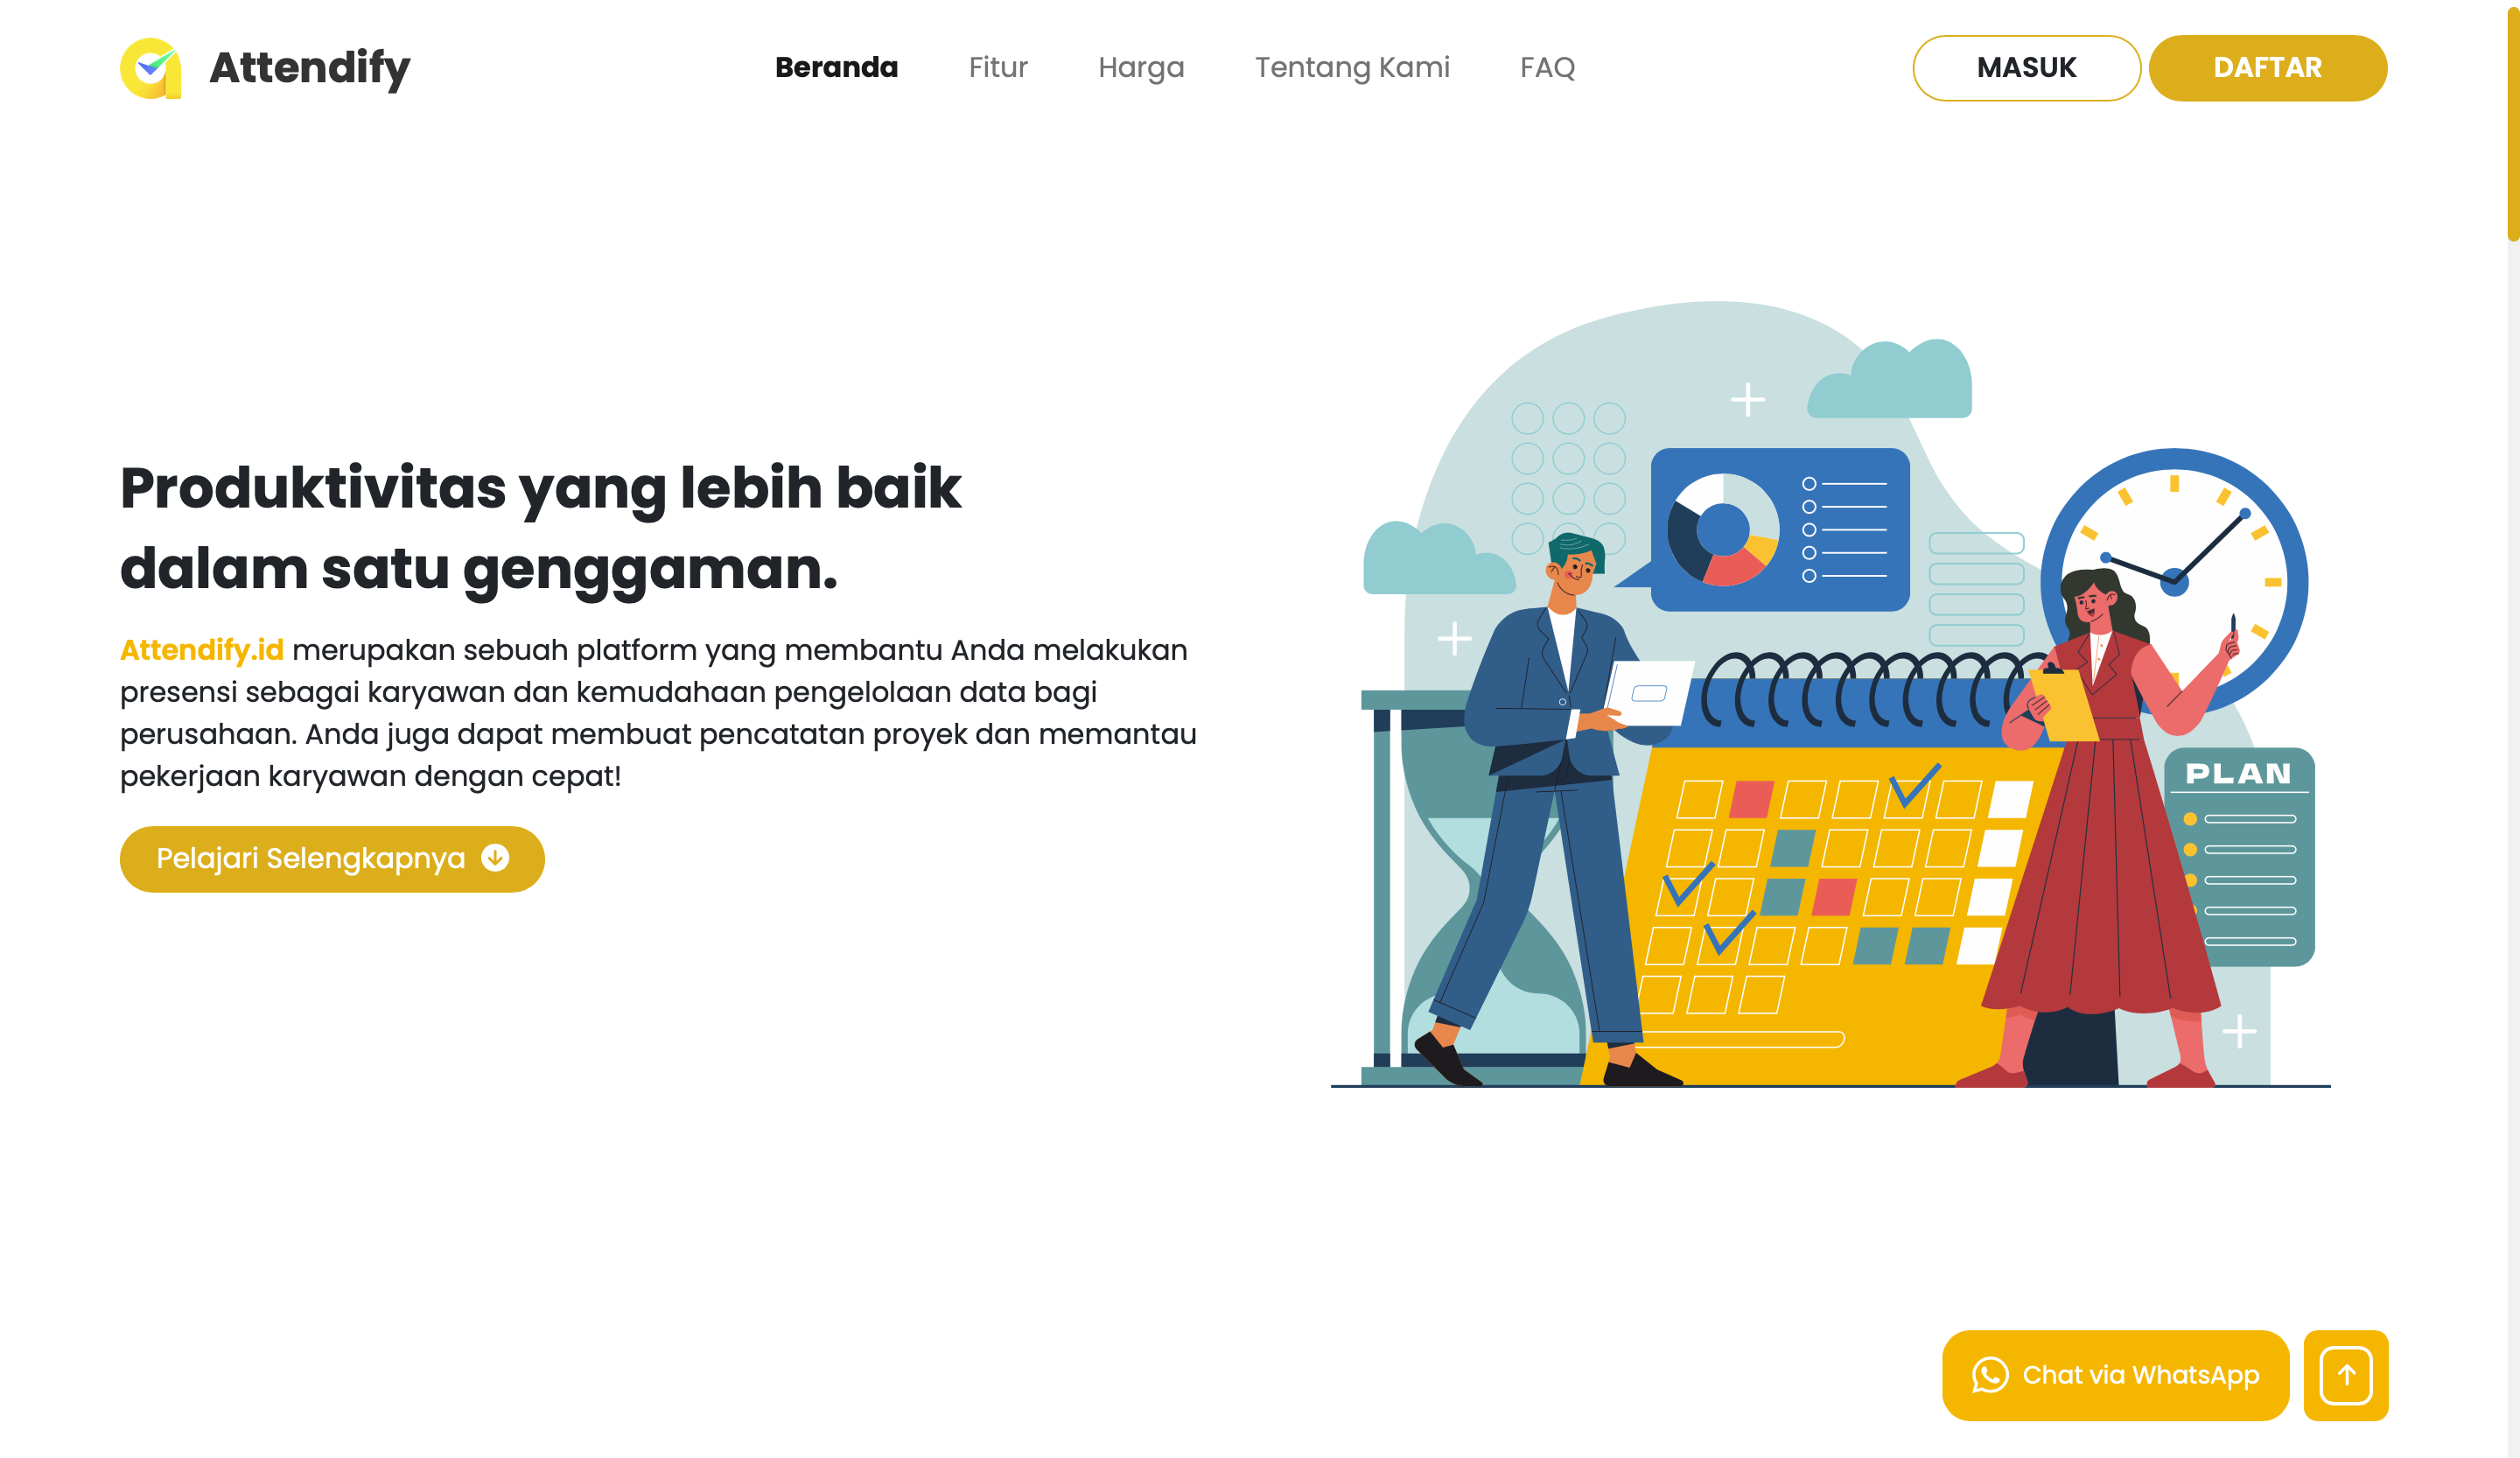 Attendify
Beranda
Fitur
Harga
Tentang Kami
FAQ
MASUK
DAFTAR
Produktivitas yang lebih baik
dalam satu genggaman.
Attendify.id merupakan sebuah platform yang membantu Anda melakukan
presensi sebagai karyawan dan kemudahaan pengelolaan data bagi
perusahaan. Anda juga dapat membuat pencatatan proyek dan memantau
pekerjaan karyawan dengan cepat!
Pelajari Selengkapnya
PLAN
Chat via WhatsApp